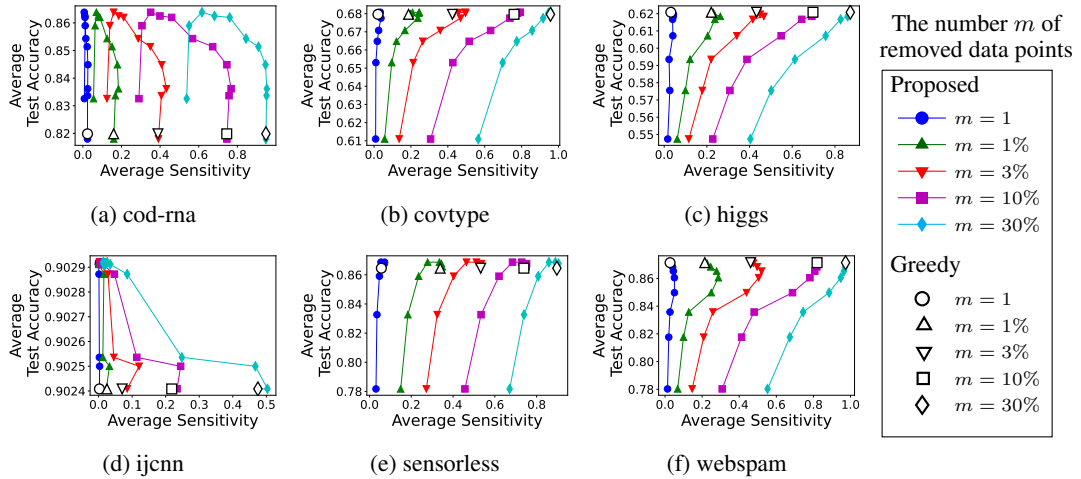 Average
Test Accuracy
0.86
0.85
0.84
0.83
0.82
0.0 0.2 0.4 0.6 0.8 1.0
Average Sensitivity
(a) cod-rna
Average
Test Accuracy
0.68
0.67
0.66
0.65
0.64
0.63
0.62
0.61
0.0 0.2 0.4 0.6 0.8 1.0
Average Sensitivity
(b) covtype
Average
Test Accuracy
0.62
0.61
0.60
0.59
0.58
0.57
0.56
0.55
0.0 0.2 0.4 0.6 0.8
Average Sensitivity
(c) higgs
Average
Test Accuracy
0.9029
0.9028
0.9027
0.9026
0.9025
0.9024
0.0 0.1 0.2 0.3 0.4 0.5
Average Sensitivity
(d) ijcnn
Average
Test Accuracy
0.86
0.84
0.82
0.80
0.78
0.0 0.2 0.4 0.6 0.8
Average Sensitivity
(e) sensorless
Average
Test Accuracy
0.86
0.84
0.82
0.80
0.78
0.0 0.2 0.4 0.6 0.8 1.0
Average Sensitivity
(f) webspam
The number m of
removed data points
Proposed
m = 1
m = 1%
m = 3%
m = 10%
m = 30%
Greedy
m = 1
m = 1%
m = 3%
m = 10%
m = 30%